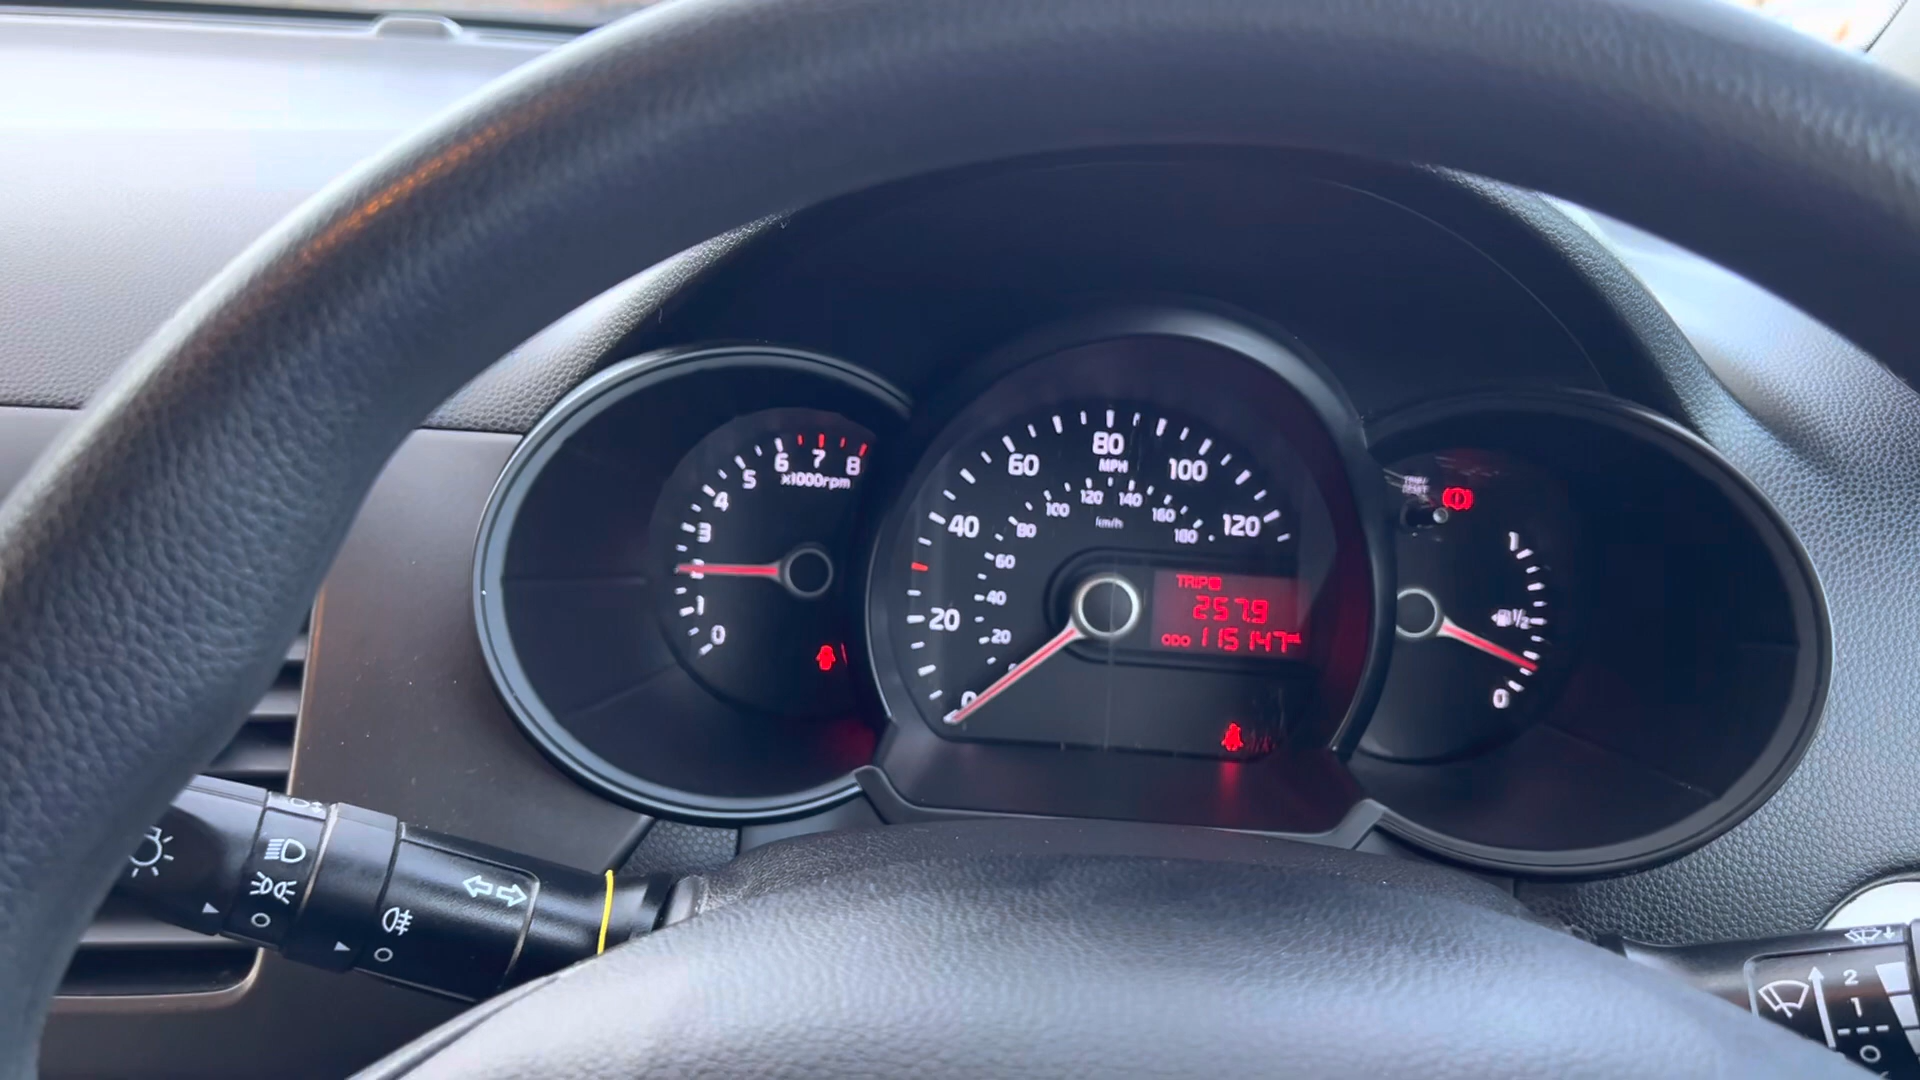 0 1 2 3 4 5 6 7 8
x1000rpm
0 20 40 60 80 100 120
MPH
20 40 60 80 100 120 140 160 180
km/h
TRIP
257.9
ODO 115147
1
1/2
0
2
1